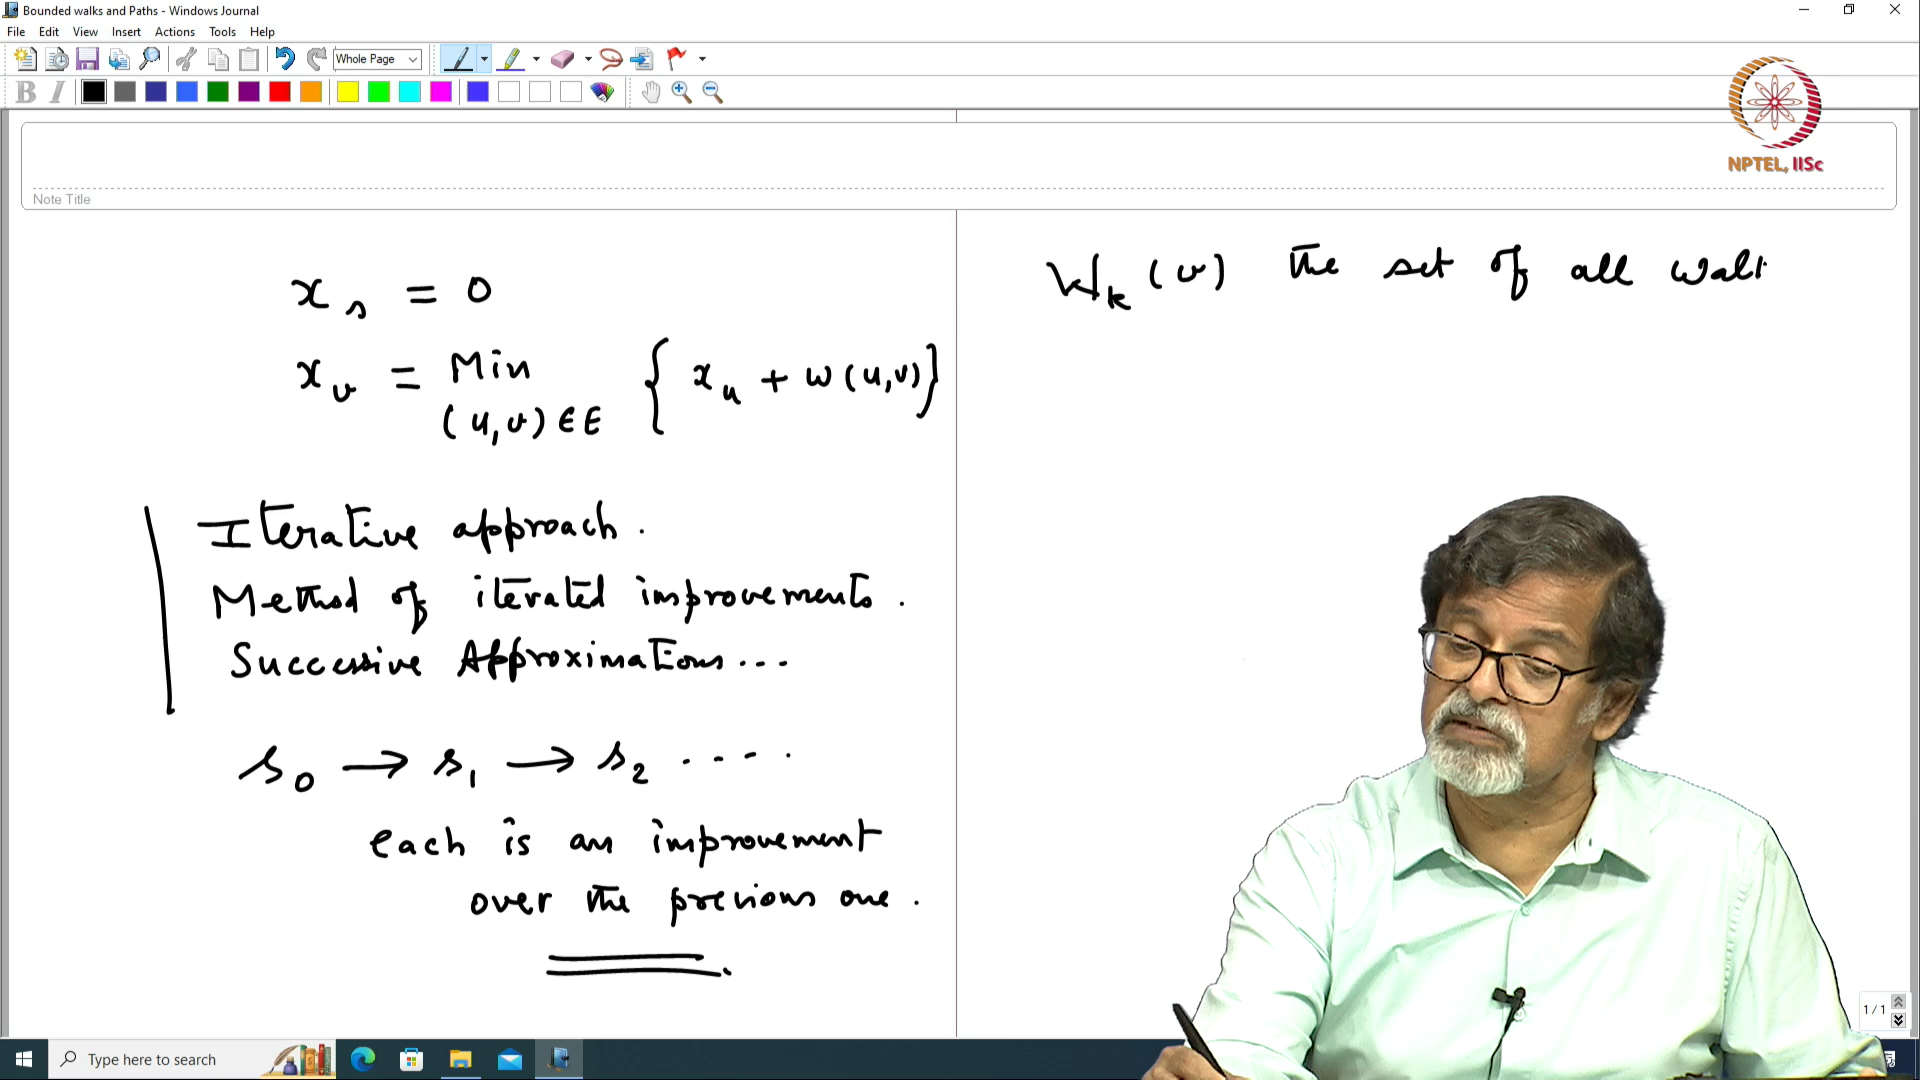 Bounded walks and Paths - Windows Journal
File Edit View Insert Actions Tools Help
Whole Page
B I
NPTEL, IISc
Note Title
x_s = 0
x_v = Min { x_u + w(u,v) }
(u,v) ∈ E
Iterative approach.
Method of iterated improvements.
Successive Approximations...
s_0 → s_1 → s_2 .....
each is an improvement
over the previous one.
W_k (v) the set of all wal
1 / 1
Type here to search